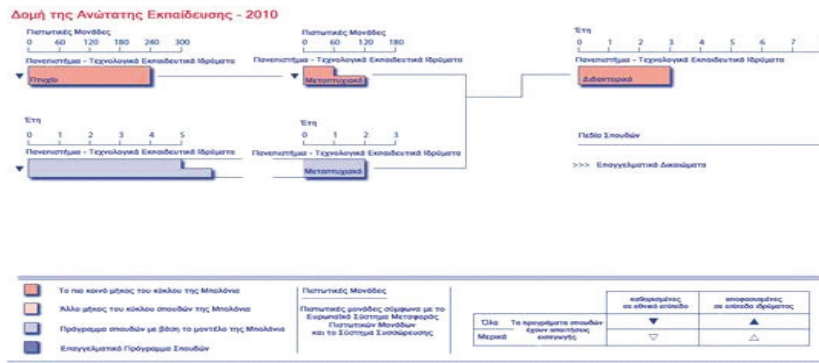 Δομή της Ανώτατης Εκπαίδευσης - 2010
Πιστωτικές Μονάδες
0 60 120 180 240 300
Πανεπιστήμια - Τεχνολογικά Εκπαιδευτικά Ιδρύματα
Πτυχίο
Πιστωτικές Μονάδες
0 60 120 180
Πανεπιστήμια - Τεχνολογικά Εκπαιδευτικά Ιδρύματα
Μεταπτυχιακό
Έτη
0 1 2 3 4 5 6 7
Πανεπιστήμια - Τεχνολογικά Εκπαιδευτικά Ιδρύματα
Διδακτορικό
Έτη
0 1 2 3 4 5
Πανεπιστήμια - Τεχνολογικά Εκπαιδευτικά Ιδρύματα
Έτη
0 1 2 3
Πανεπιστήμια - Τεχνολογικά Εκπαιδευτικά Ιδρύματα
Μεταπτυχιακό
Πεδίο Σπουδών
>>> Επαγγελματικά Δικαιώματα
Το πιο κοινό μήκος του κύκλου της Μπολόνια
Άλλο μήκος του κύκλου σπουδών της Μπολόνια
Πρόγραμμα σπουδών με βάση το μοντέλο της Μπολόνια
Επαγγελματικό Πρόγραμμα Σπουδών
Πιστωτικές Μονάδες
Πιστωτικές μονάδες σύμφωνα με το
Ευρωπαϊκό Σύστημα Μεταφοράς
Πιστωτικών Μονάδων
και το Σύστημα Συσσώρευσης
καθορισμένος
σε εθνικό επίπεδο
αποφασισμένος
σε επίπεδο ιδρύματος
Όλα
Μερικά
Τα προγράματα σπουδών
έχουν απαιτήσεις
εισαγωγής